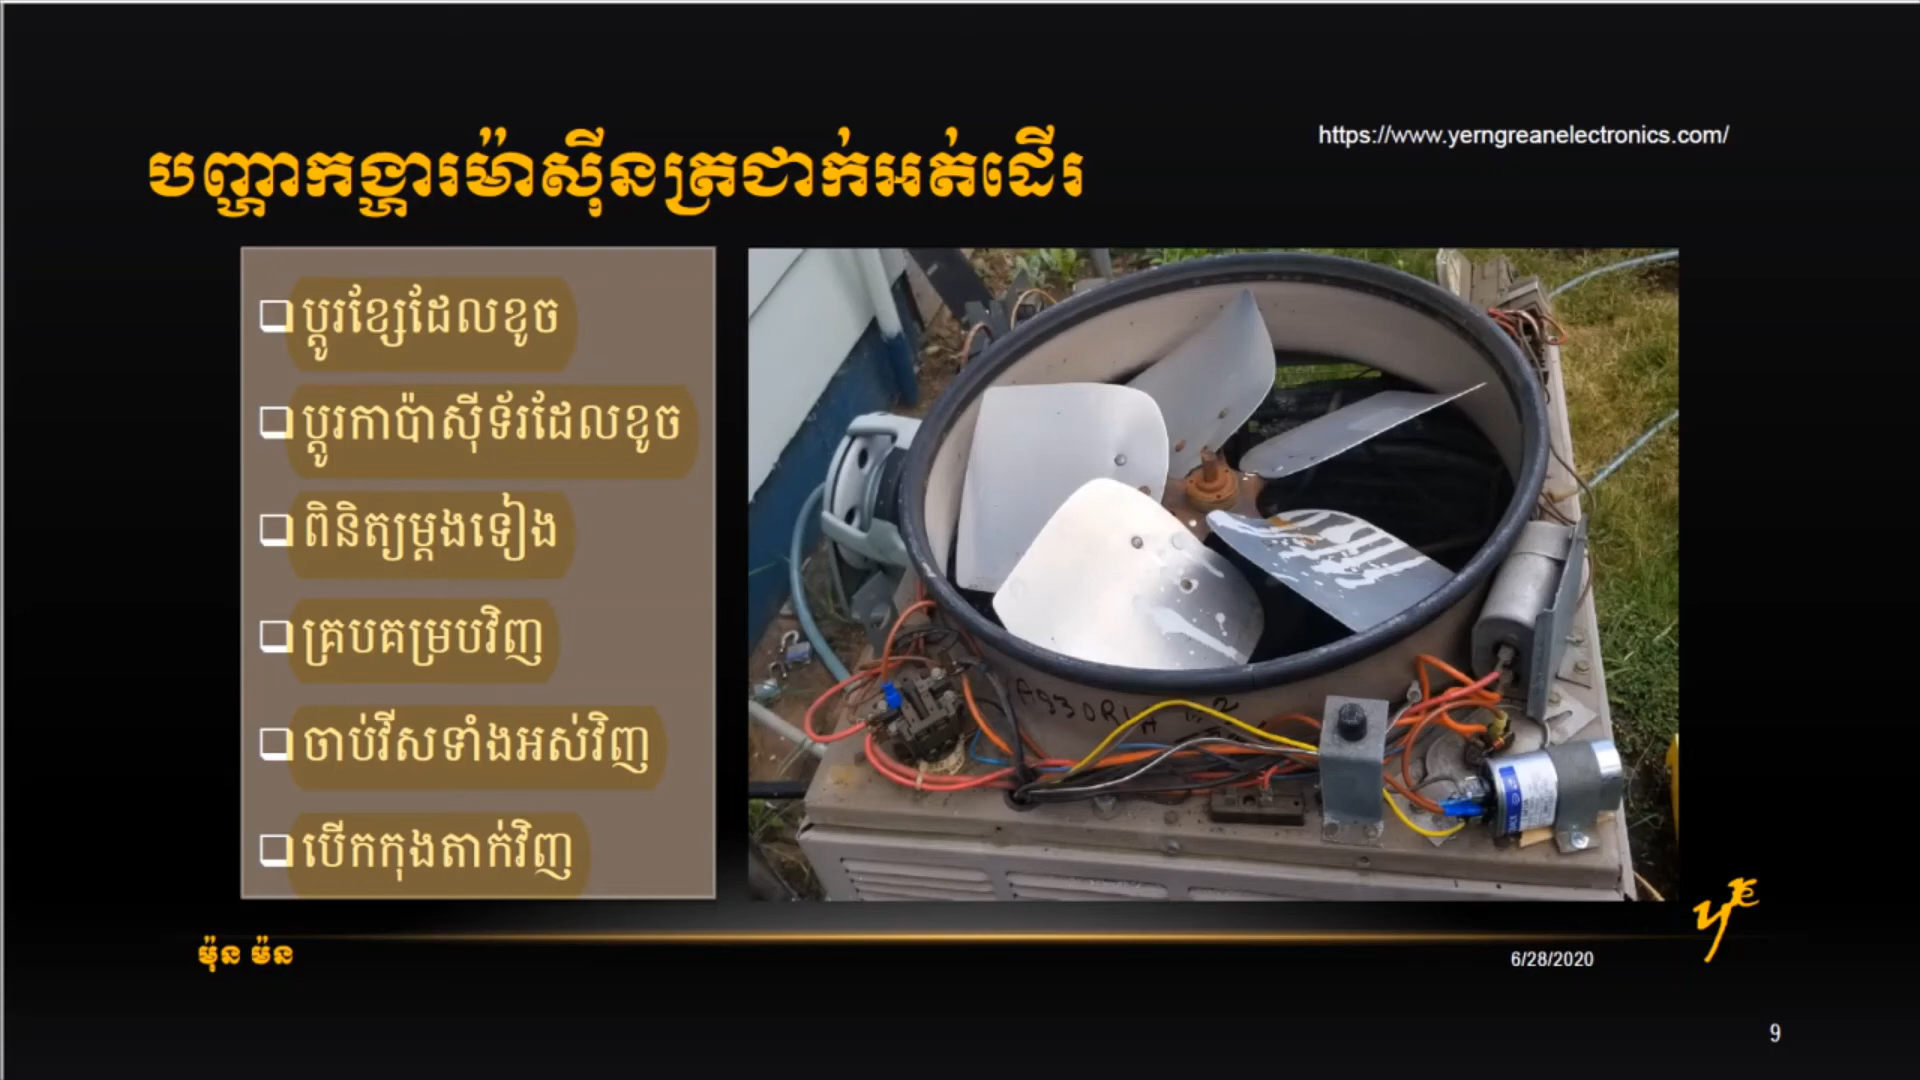 បញ្ហាកង្ហារម៉ាស៊ីនត្រជាក់អត់ដើរ
https://www.yerngreanelectronics.com/
ប្ដូរខ្សែដែលខូច
ប្ដូរកាប៉ាស៊ីទ័រដែលខូច
ពិនិត្យម្ដងទៀង
គ្របគម្របវិញ
ចាប់វីសទាំងអស់វិញ
បើកកុងតាក់វិញ
ម៉ុន ម៉ន
6/28/2020
9